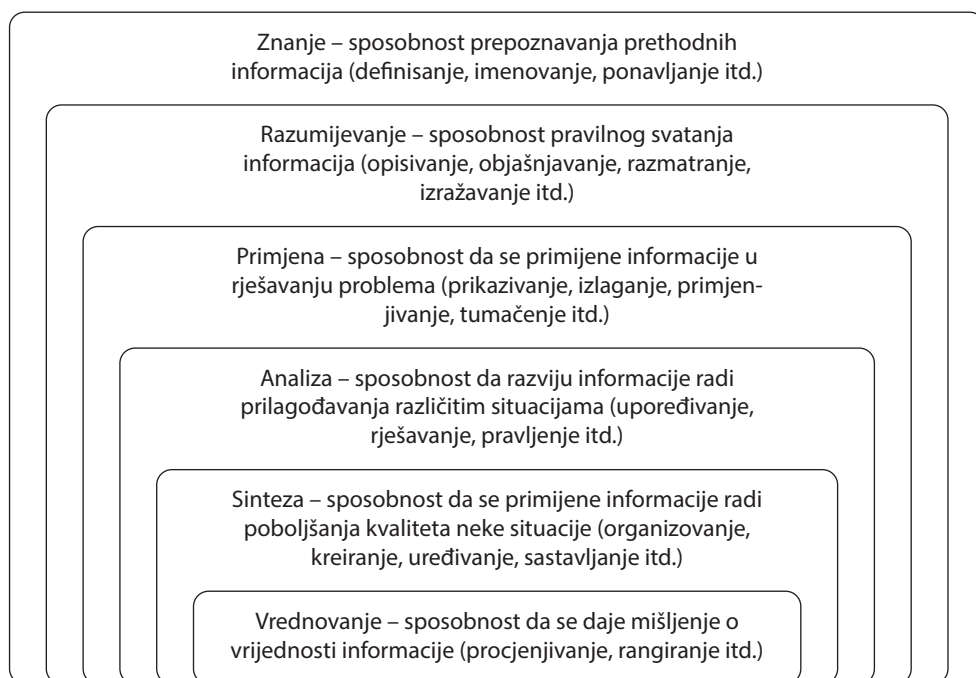 Znanje – sposobnost prepoznavanja prethodnih
informacija (definisanje, imenovanje, ponavljanje itd.)
Razumijevanje – sposobnost pravilnog svatanja
informacija (opisivanje, objašnjavanje, razmatranje,
izražavanje itd.)
Primjena – sposobnost da se primijene informacije u
rješavanju problema (prikazivanje, izlaganje, primjen-
jivanje, tumačenje itd.)
Analiza – sposobnost da razviju informacije radi
prilagođavanja različitim situacijama (upoređivanje,
rješavanje, pravljenje itd.)
Sinteza – sposobnost da se primijene informacije radi
poboljšanja kvaliteta neke situacije (organizovanje,
kreiranje, uređivanje, sastavljanje itd.)
Vrednovanje – sposobnost da se daje mišljenje o
vrijednosti informacije (procjenjivanje, rangiranje itd.)